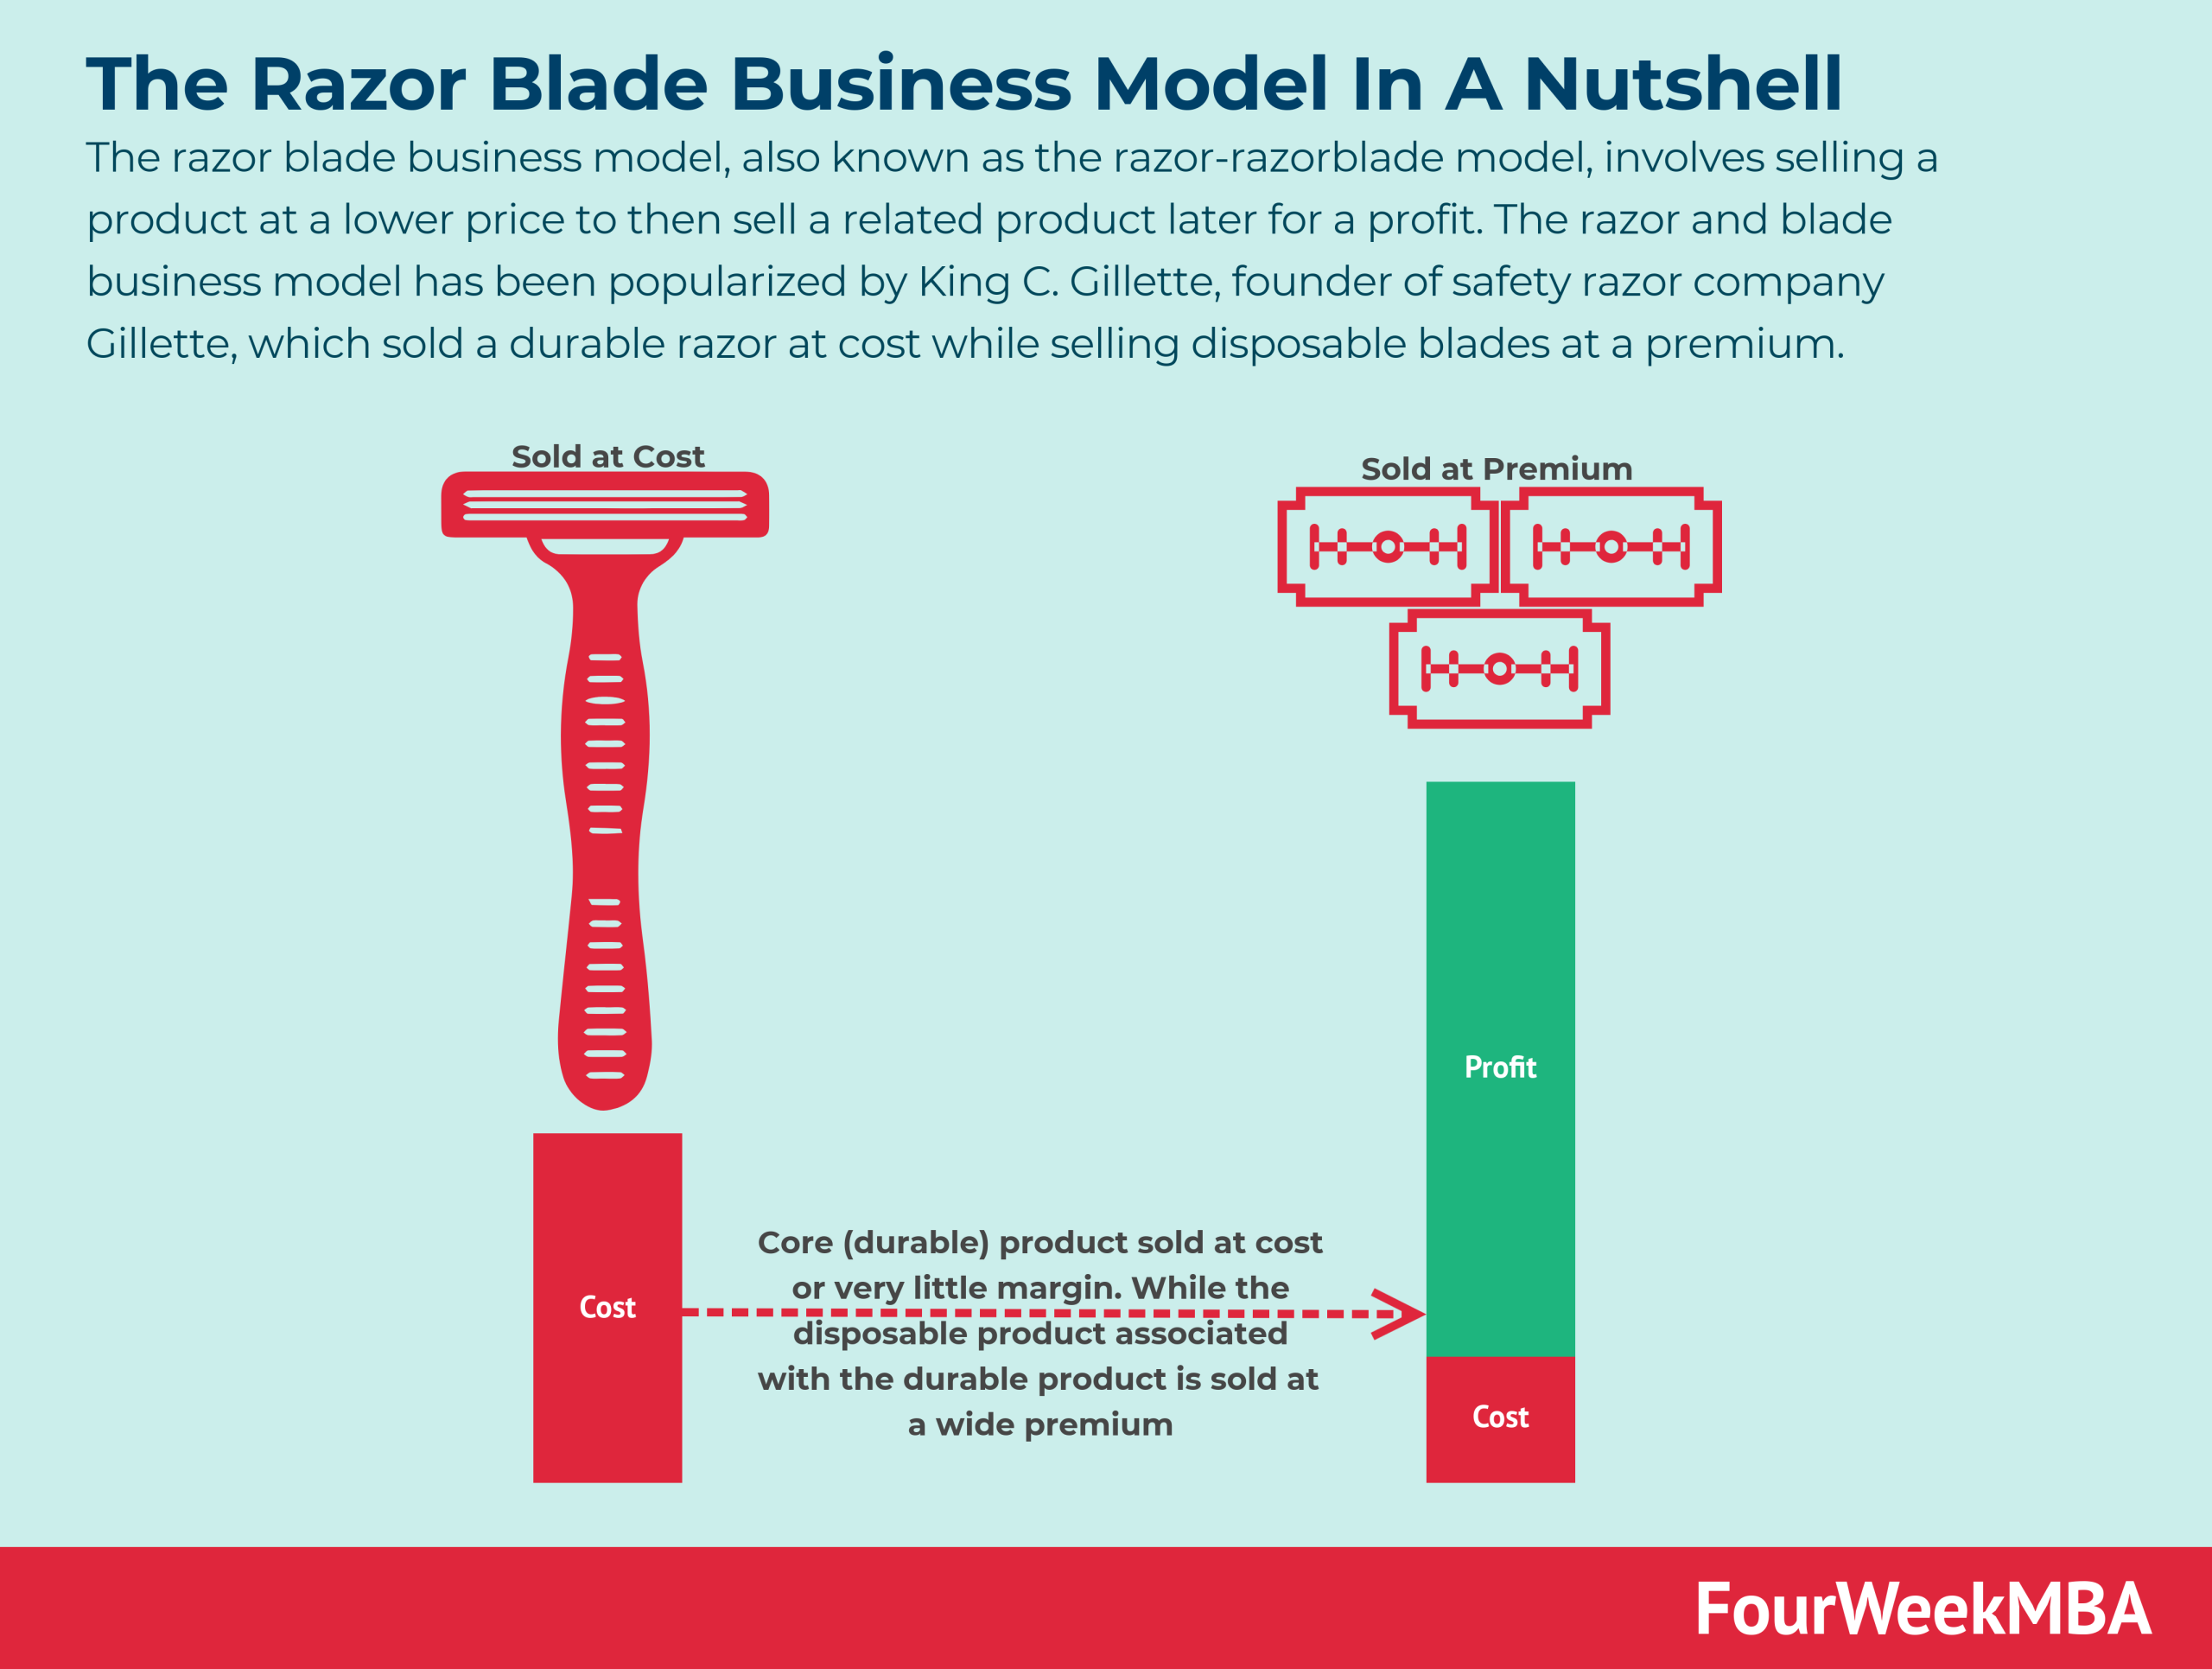 The Razor Blade Business Model In A Nutshell
The razor blade business model, also known as the razor-razorblade model, involves selling a
product at a lower price to then sell a related product later for a profit. The razor and blade
business model has been popularized by King C. Gillette, founder of safety razor company
Gillette, which sold a durable razor at cost while selling disposable blades at a premium.
Sold at Cost
Sold at Premium
Profit
Core (durable) product sold at cost
or very little margin. While the
disposable product associated
with the durable product is sold at
a wide premium
Cost
Cost
FourWeekMBA